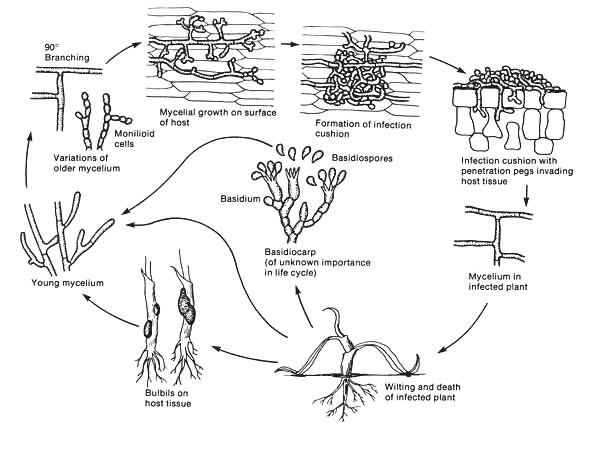 90°
Branching
Monilioid
cells
Variations of
older mycelium
Mycelial growth on surface
of host
Formation of infection
cushion
Infection cushion with
penetration pegs invading
host tissue
Basidiospores
Basidium
Basidiocarp
(of unknown importance
in life cycle)
Young mycelium
Mycelium in
infected plant
Bulbils on
host tissue
Wilting and death
of infected plant